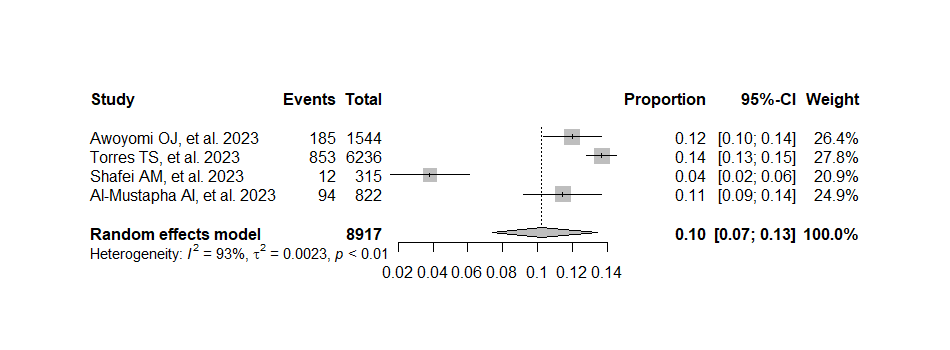 Study Events Total Proportion 95%-CI Weight
Awoyomi OJ, et al. 2023 185 1544 0.12 [0.10; 0.14] 26.4%
Torres TS, et al. 2023 853 6236 0.14 [0.13; 0.15] 27.8%
Shafei AM, et al. 2023 12 315 0.04 [0.02; 0.06] 20.9%
Al-Mustapha AI, et al. 2023 94 822 0.11 [0.09; 0.14] 24.9%
Random effects model 8917 0.10 [0.07; 0.13] 100.0%
Heterogeneity: I² = 93%, τ² = 0.0023, p < 0.01
0.02 0.04 0.06 0.08 0.1 0.12 0.14